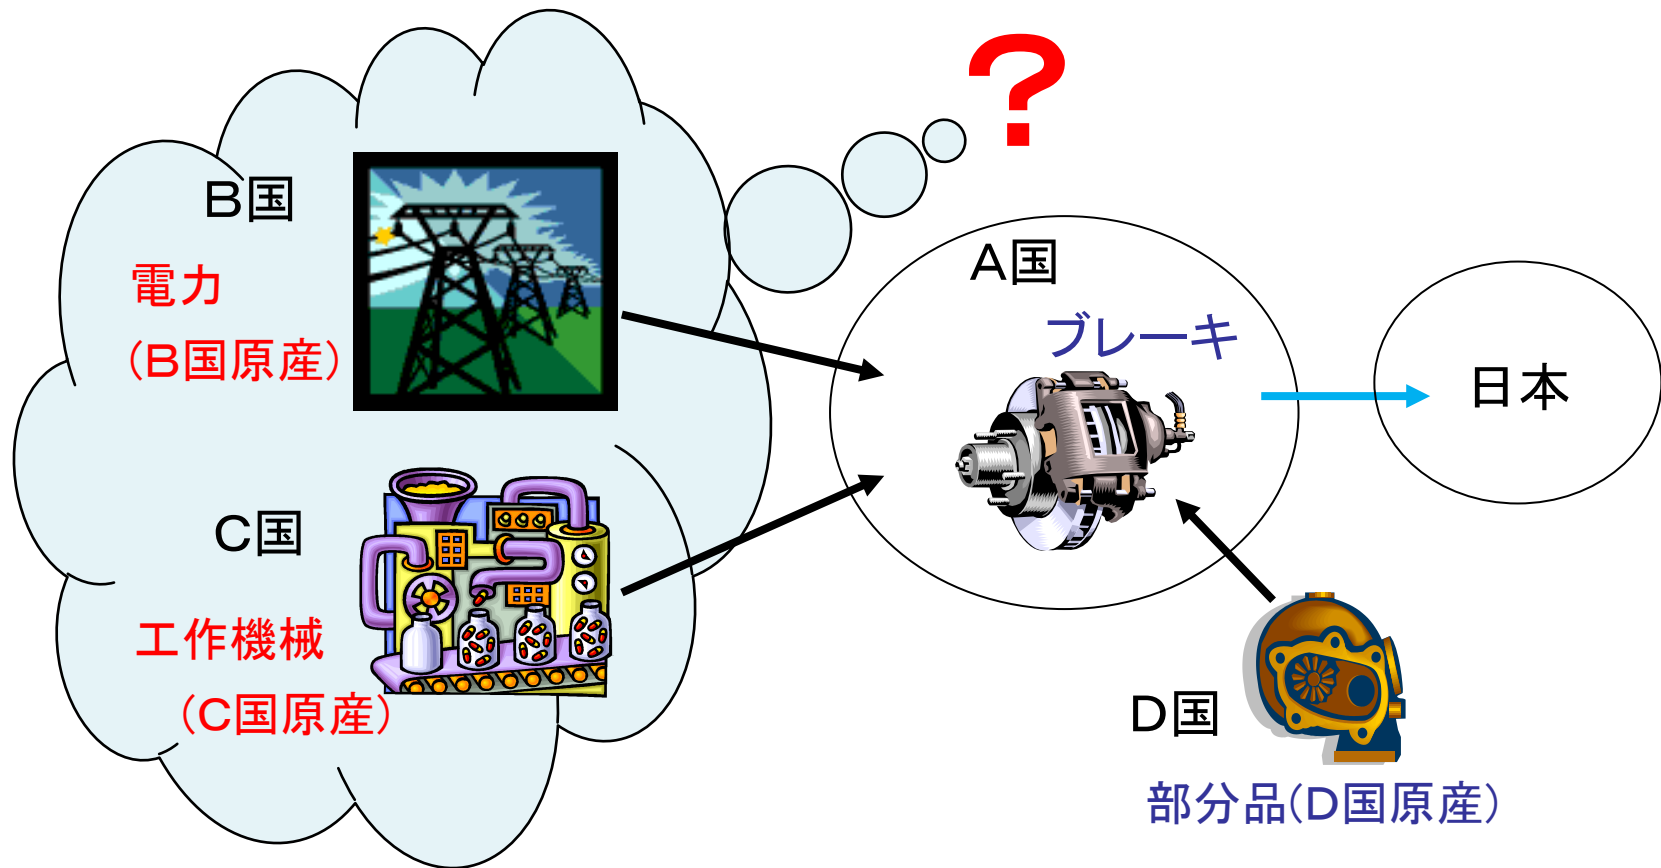 ?
B国
電力
(B国原産)
C国
工作機械
(C国原産)
A国
ブレーキ
日本
D国
部分品(D国原産)